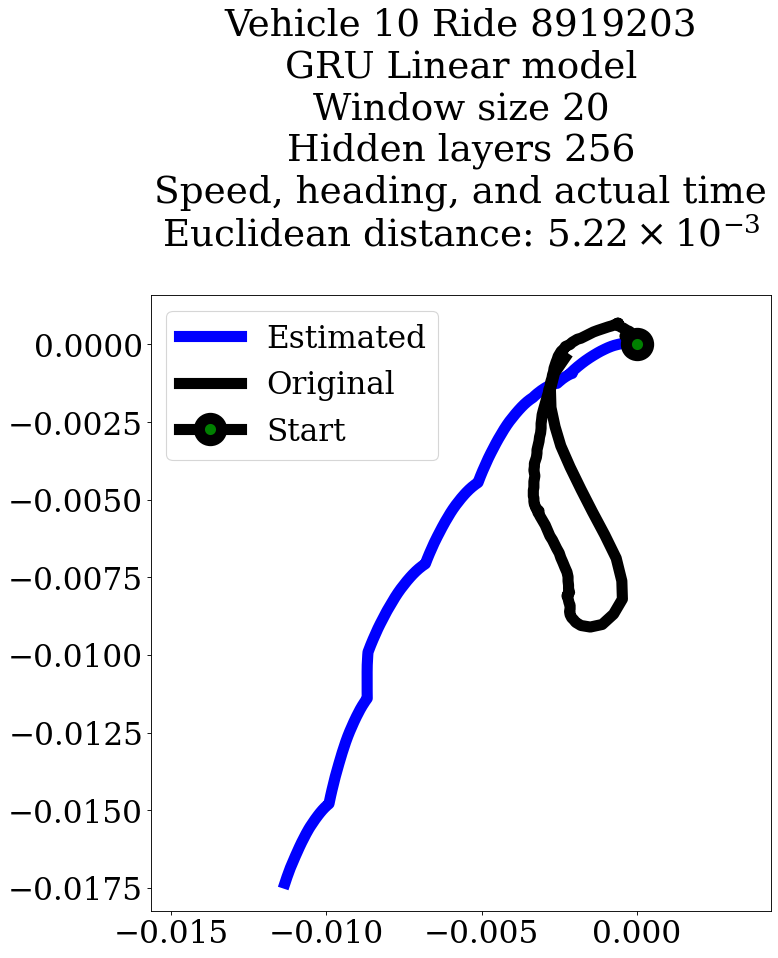 Vehicle 10 Ride 8919203
GRU Linear model
Window size 20
Hidden layers 256
Speed, heading, and actual time
Euclidean distance: 5.22 × 10⁻³
Estimated
Original
Start
0.0000
−0.0025
−0.0050
−0.0075
−0.0100
−0.0125
−0.0150
−0.0175
−0.015
−0.010
−0.005
0.000